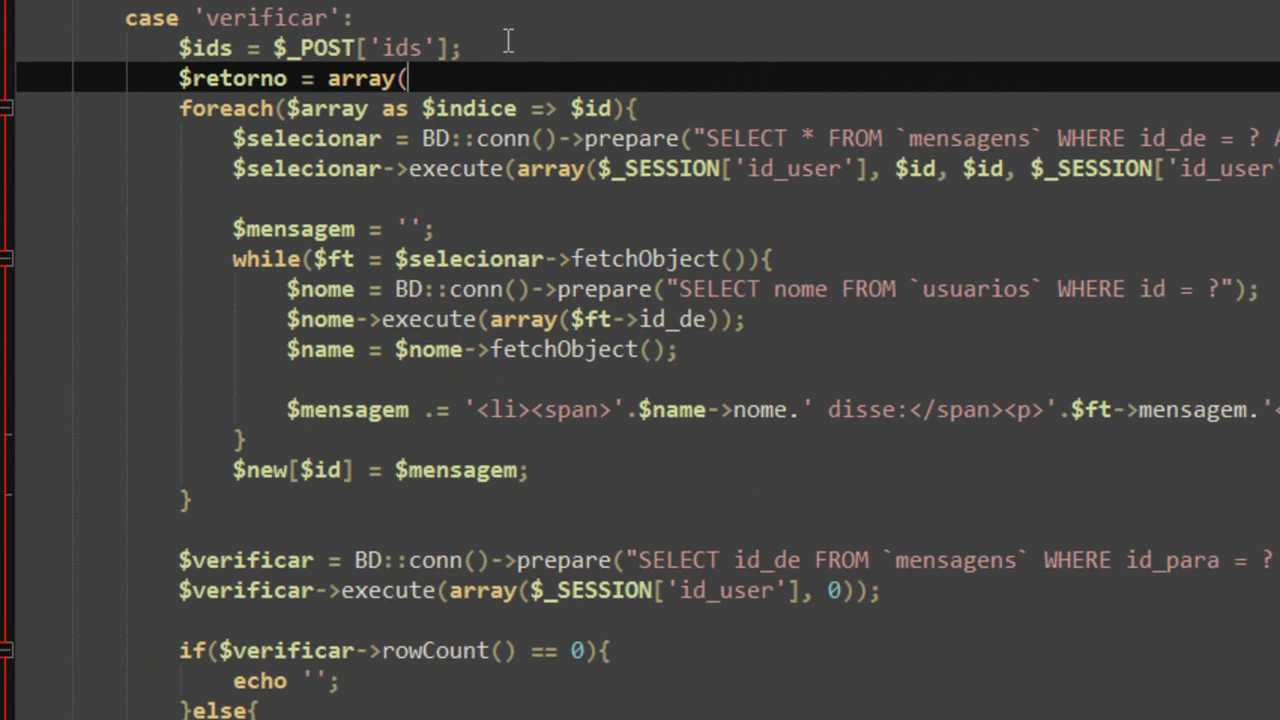 case 'verificar':
$ids = $_POST['ids'];
$retorno = array(
foreach($array as $indice => $id){
$selecionar = BD::conn()->prepare("SELECT * FROM `mensagens` WHERE id_de = ? A
$selecionar->execute(array($_SESSION['id_user'], $id, $id, $_SESSION['id_user'
$mensagem = '';
while($ft = $selecionar->fetchObject()){
$nome = BD::conn()->prepare("SELECT nome FROM `usuarios` WHERE id = ?");
$nome->execute(array($ft->id_de));
$name = $nome->fetchObject();
$mensagem .= '<li><span>'.$name->nome.' disse:</span><p>'.$ft->mensagem.'<
}
$new[$id] = $mensagem;
}
$verificar = BD::conn()->prepare("SELECT id_de FROM `mensagens` WHERE id_para = ?
$verificar->execute(array($_SESSION['id_user'], 0));
if($verificar->rowCount() == 0){
echo '';
}else{